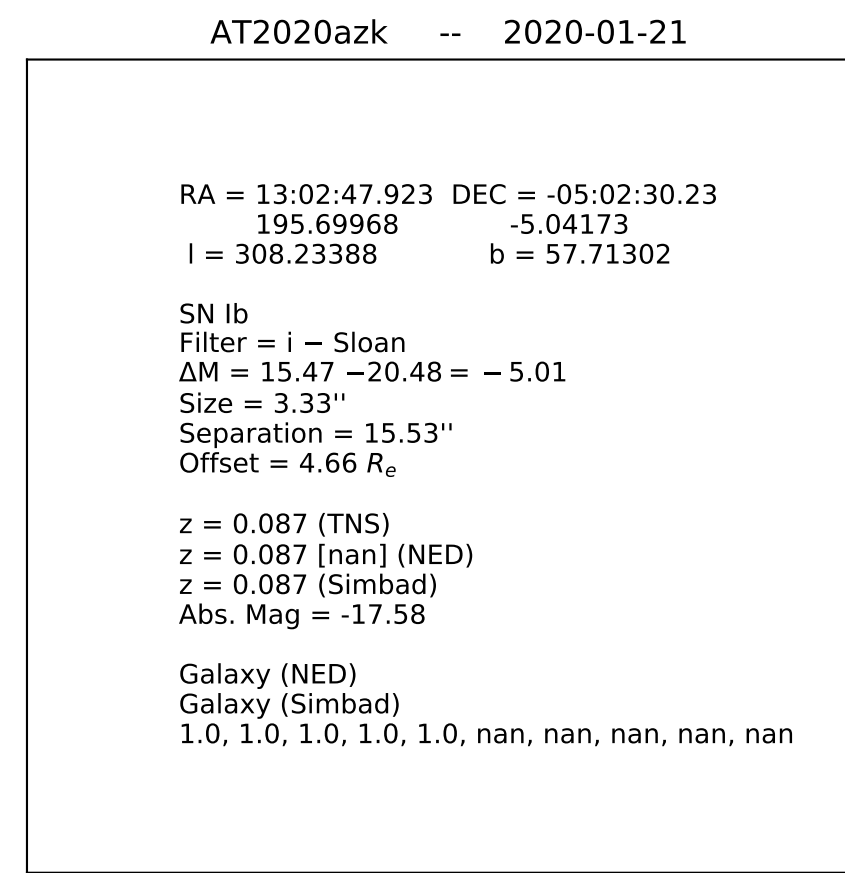 AT2020azk -- 2020-01-21
RA = 13:02:47.923 DEC = -05:02:30.23
195.69968 -5.04173
l = 308.23388 b = 57.71302
SN Ib
Filter = i − Sloan
ΔM = 15.47 −20.48 = − 5.01
Size = 3.33''
Separation = 15.53''
Offset = 4.66 Rₑ
z = 0.087 (TNS)
z = 0.087 [nan] (NED)
z = 0.087 (Simbad)
Abs. Mag = -17.58
Galaxy (NED)
Galaxy (Simbad)
1.0, 1.0, 1.0, 1.0, 1.0, nan, nan, nan, nan, nan